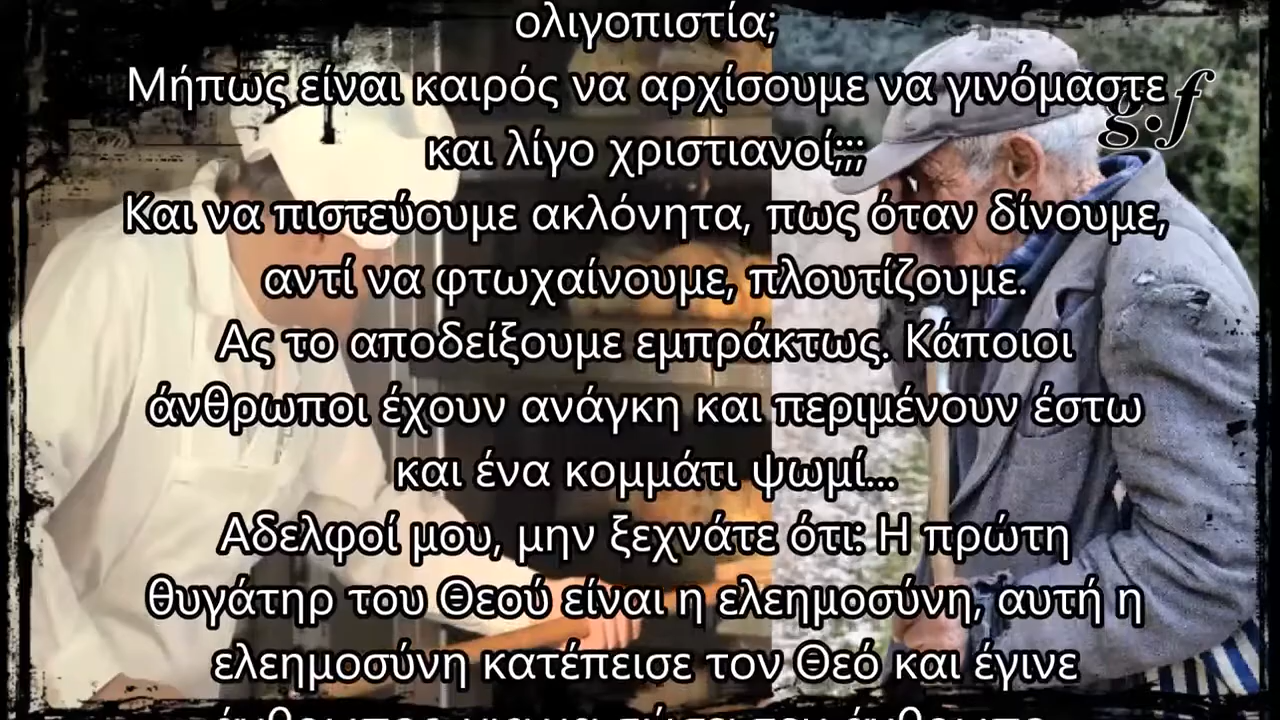 ολιγοπιστία;
Μήπως είναι καιρός να αρχίσουμε να γινόμαστε
και λίγο χριστιανοί;;;
Και να πιστεύουμε ακλόνητα, πως όταν δίνουμε,
αντί να φτωχαίνουμε, πλουτίζουμε.
Ας το αποδείξουμε εμπράκτως. Κάποιοι
άνθρωποι έχουν ανάγκη και περιμένουν έστω
και ένα κομμάτι ψωμί...
Αδελφοί μου, μην ξεχνάτε ότι: Η πρώτη
θυγάτηρ του Θεού είναι η ελεημοσύνη, αυτή η
ελεημοσύνη κατέπεισε τον Θεό και έγινε
g.f